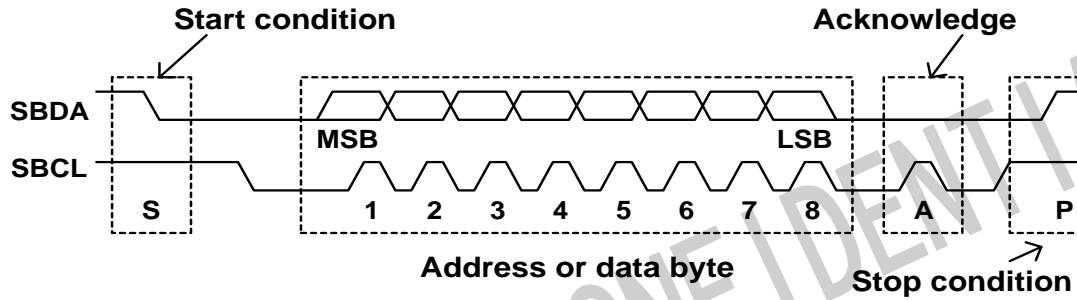 Start condition
Acknowledge
SBDA
MSB
LSB
SBCL
S
1 2 3 4 5 6 7 8
A
P
Address or data byte
Stop condition